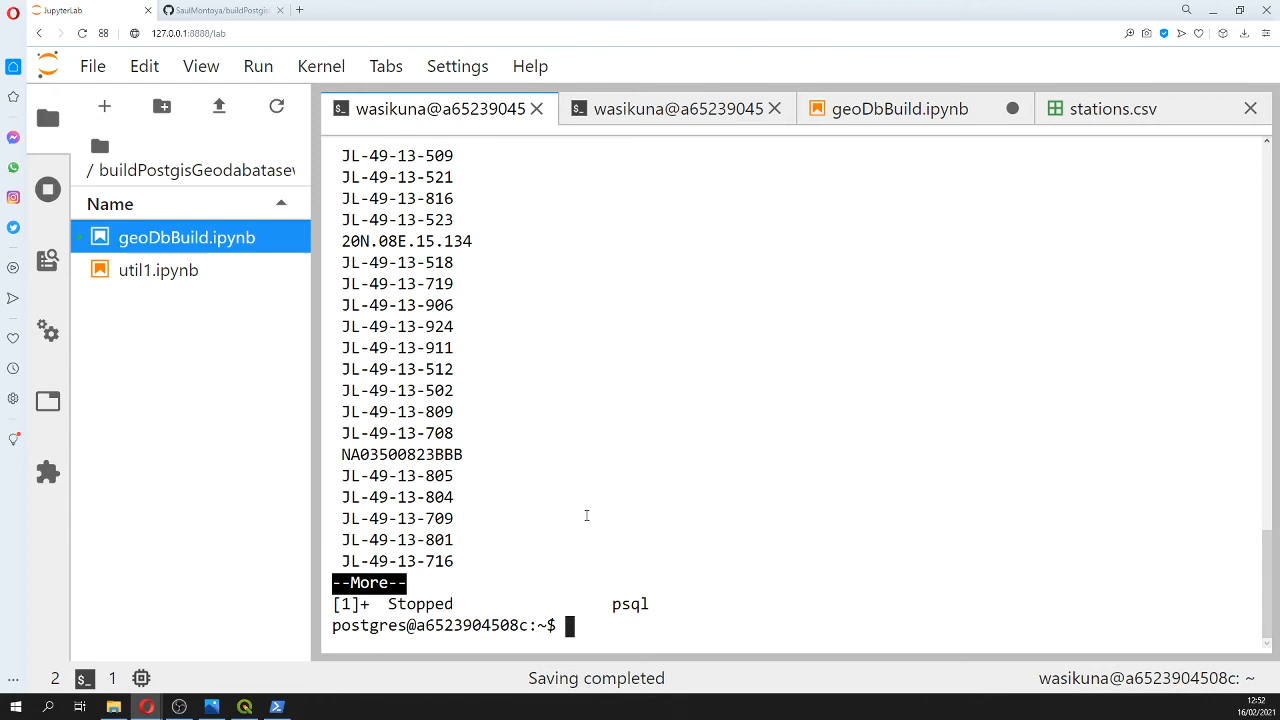 JupyterLab
SaulMontoya/buildPostgi
127.0.0.1:8888/lab
File Edit View Run Kernel Tabs Settings Help
wasikuna@a65239045
wasikuna@a65239045
geoDbBuild.ipynb
stations.csv
/ buildPostgisGeodabatasew
Name
geoDbBuild.ipynb
util1.ipynb
JL-49-13-509
JL-49-13-521
JL-49-13-816
JL-49-13-523
20N.08E.15.134
JL-49-13-518
JL-49-13-719
JL-49-13-906
JL-49-13-924
JL-49-13-911
JL-49-13-512
JL-49-13-502
JL-49-13-809
JL-49-13-708
NA03500823BBB
JL-49-13-805
JL-49-13-804
JL-49-13-709
JL-49-13-801
JL-49-13-716
--More--
[1]+ Stopped psql
postgres@a6523904508c:~$
2 $_ 1
Saving completed
wasikuna@a6523904508c: ~
12:52
16/02/2021